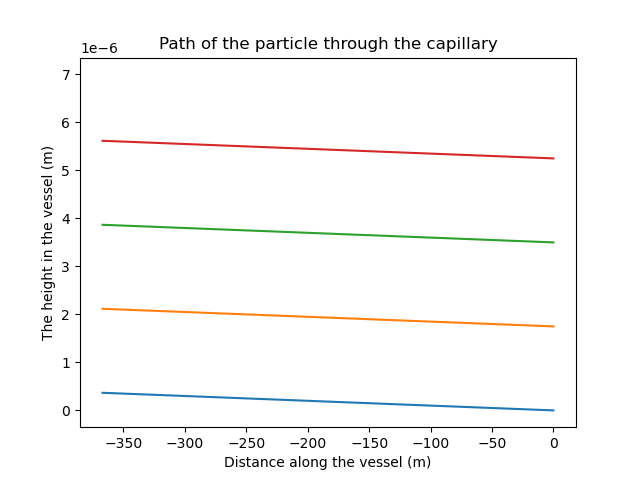 Path of the particle through the capillary
1e−6
7
6
5
4
3
2
1
0
The height in the vessel (m)
−350 −300 −250 −200 −150 −100 −50 0
Distance along the vessel (m)